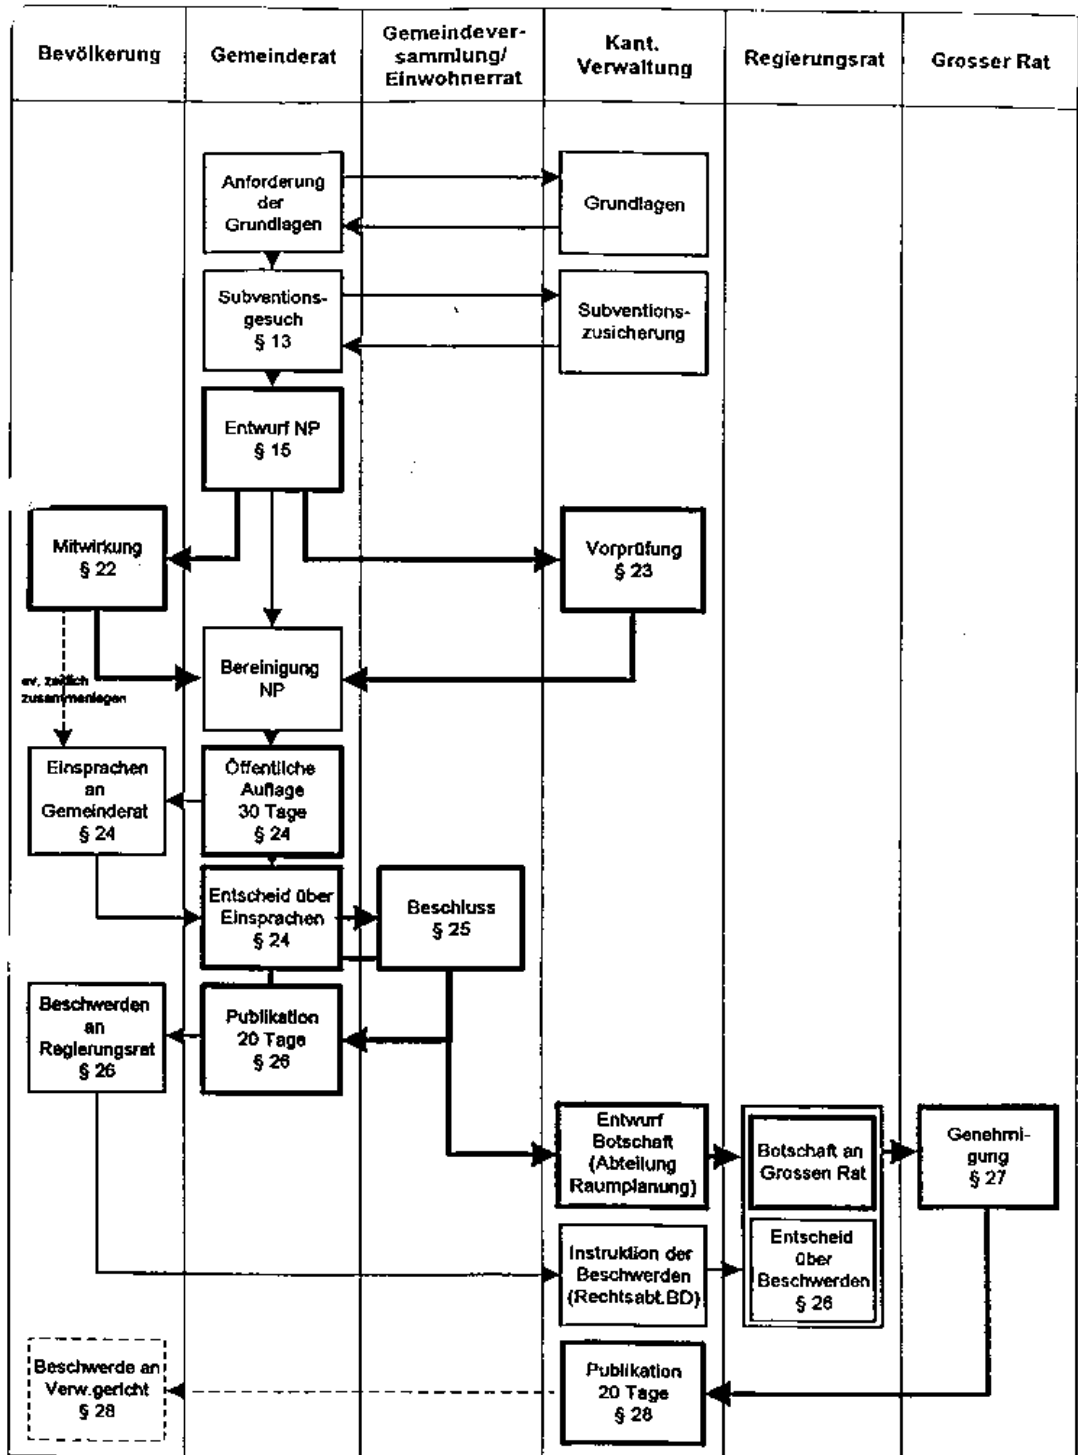 Bevölkerung
Gemeinderat
Gemeindever-
sammlung/
Einwohnerrat
Kant.
Verwaltung
Regierungsrat
Grosser Rat
Anforderung
der
Grundlagen
Grundlagen
Subventions-
gesuch
§ 13
Subventions-
zusicherung
Entwurf NP
§ 15
Mitwirkung
§ 22
Vorprüfung
§ 23
ev. zeitlich
zusammenlegen
Bereinigung
NP
Einsprachen
an
Gemeinderat
§ 24
Öffentliche
Auflage
30 Tage
§ 24
Entscheid über
Einsprachen
§ 24
Beschluss
§ 25
Beschwerden
an
Regierungsrat
§ 26
Publikation
20 Tage
§ 26
Entwurf
Botschaft
(Abteilung
Raumplanung)
Botschaft an
Grossen Rat
Genehmi-
gung
§ 27
Instruktion der
Beschwerden
(Rechtsabt.BD)
Entscheid
über
Beschwerden
§ 26
Beschwerde an
Verw.gericht
§ 28
Publikation
20 Tage
§ 28